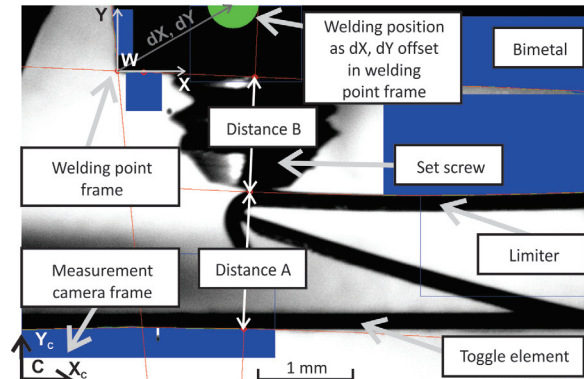 Y
dX, dY
W
X
Welding position
as dX, dY offset
in welding
point frame
Bimetal
Distance B
Welding point
frame
Set screw
Limiter
Measurement
camera frame
Distance A
Toggle element
Yc
C
Xc
1 mm